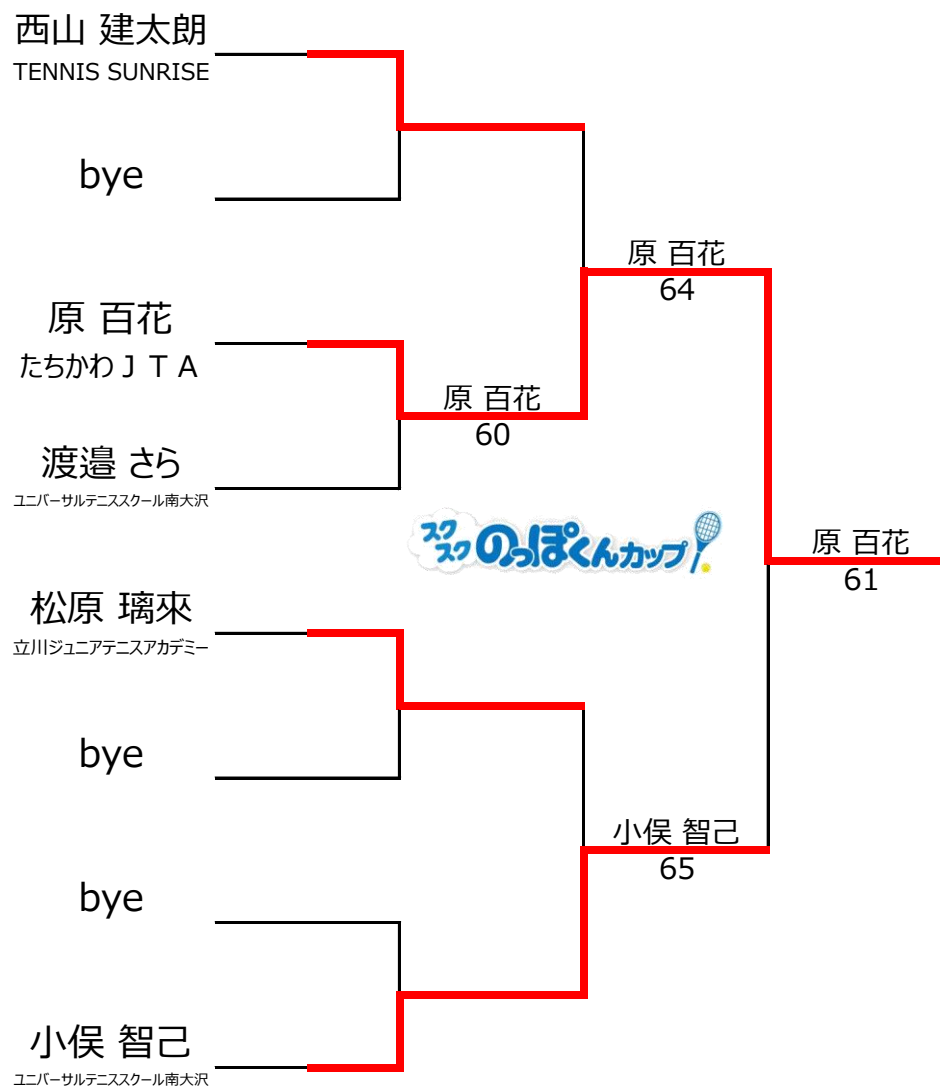 西山 建太朗
TENNIS SUNRISE
bye
原 百花
64
原 百花
たちかわＪＴＡ
原 百花
60
渡邉 さら
ユニバーサルテニススクール南大沢
スク
スク のっぽくんカップ
原 百花
61
松原 璃來
立川ジュニアテニスアカデミー
bye
小俣 智己
65
bye
小俣 智己
ユニバーサルテニススクール南大沢